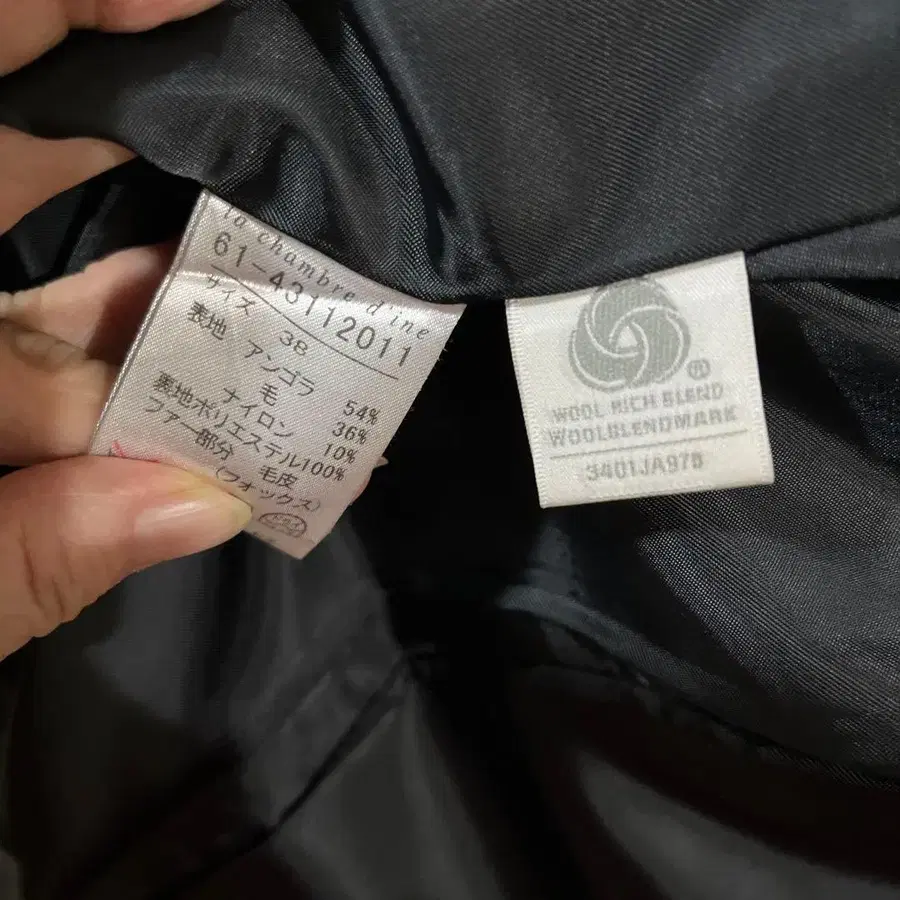 la chambre d'ine
61-43112011
サイズ 38
表地 アンゴラ 54%
毛 36%
ナイロン 10%
裏地ポリエステル100%
ファー部分 毛皮
(フォックス)
WOOL RICH BLEND
WOOLBLENDMARK
3401JA978